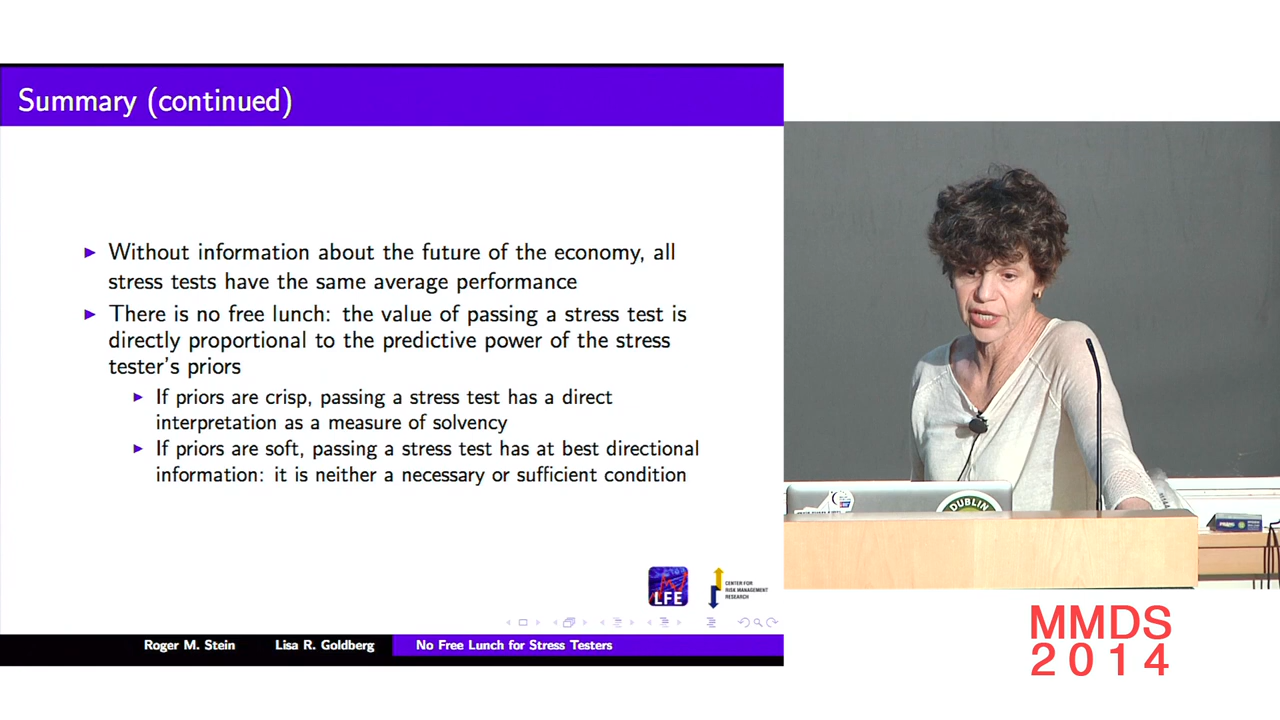 Summary (continued)
Without information about the future of the economy, all
stress tests have the same average performance
There is no free lunch: the value of passing a stress test is
directly proportional to the predictive power of the stress
tester's priors
If priors are crisp, passing a stress test has a direct
interpretation as a measure of solvency
If priors are soft, passing a stress test has at best directional
information: it is neither a necessary or sufficient condition
LFE
CENTER FOR
RISK MANAGEMENT
RESEARCH
Roger M. Stein
Lisa R. Goldberg
No Free Lunch for Stress Testers
DUBLIN
MMDS
2014